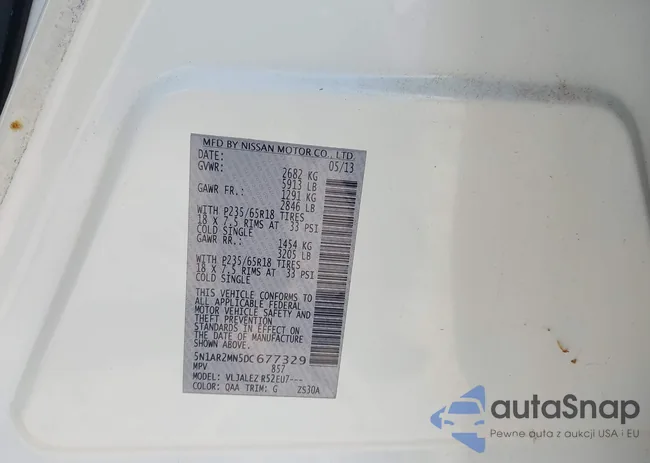 MFD BY NISSAN MOTOR CO., LTD.
DATE: 05/13
GVWR: 2682 KG
5913 LB
GAWR FR.: 1291 KG
2846 LB
WITH P235/65R18 TIRES
18 X 7.5 RIMS AT 33 PSI
COLD SINGLE
GAWR RR.: 1454 KG
3205 LB
WITH P235/65R18 TIRES
18 X 7.5 RIMS AT 33 PSI
COLD SINGLE
THIS VEHICLE CONFORMS TO
ALL APPLICABLE FEDERAL
MOTOR VEHICLE SAFETY AND
THEFT PREVENTION
STANDARDS IN EFFECT ON
THE DATE OF MANUFACTURE
SHOWN ABOVE.
5N1AR2MN5DC677329
MPV 857
MODEL: VL3ALEZ R52EU7---
COLOR: QAA TRIM: G ZS30A
autaSnap
Pewne auta z aukcji USA i EU